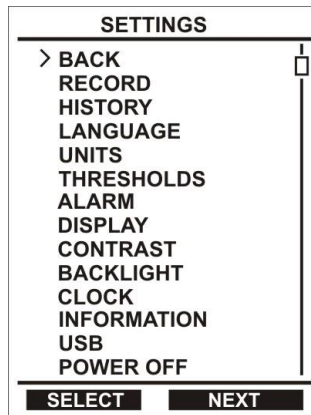 SETTINGS
> BACK
RECORD
HISTORY
LANGUAGE
UNITS
THRESHOLDS
ALARM
DISPLAY
CONTRAST
BACKLIGHT
CLOCK
INFORMATION
USB
POWER OFF
SELECT NEXT